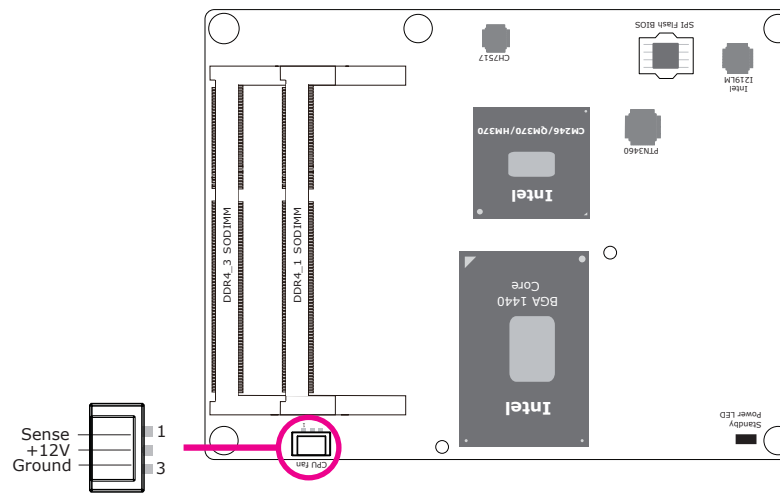 SPI Flash BIOS
CH7517
Intel
I219LM
CM246/QM370/HM370
Intel
PTN3460
DDR4_3 SODIMM
DDR4_1 SODIMM
BGA 1440
Core
Intel
Standby
Power LED
1
CPU fan
Sense
+12V
Ground
1
3